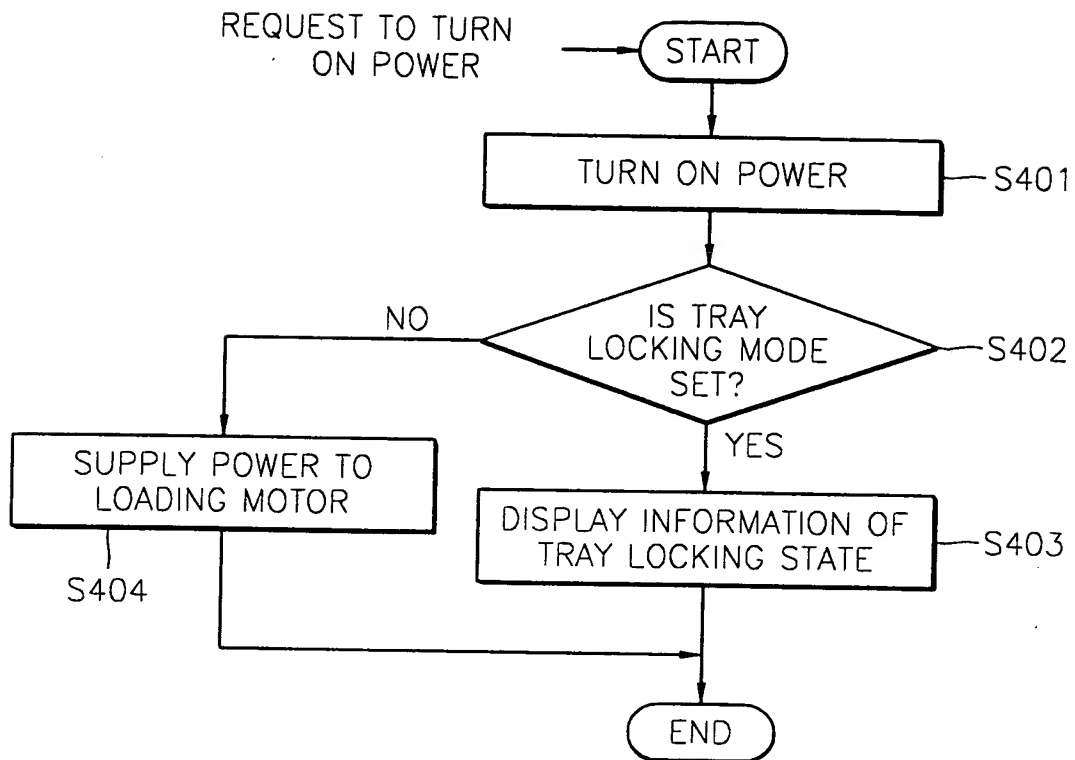 REQUEST TO TURN
ON POWER
START
TURN ON POWER
S401
IS TRAY
LOCKING MODE
SET?
S402
NO
YES
SUPPLY POWER TO
LOADING MOTOR
S404
DISPLAY INFORMATION OF
TRAY LOCKING STATE
S403
END